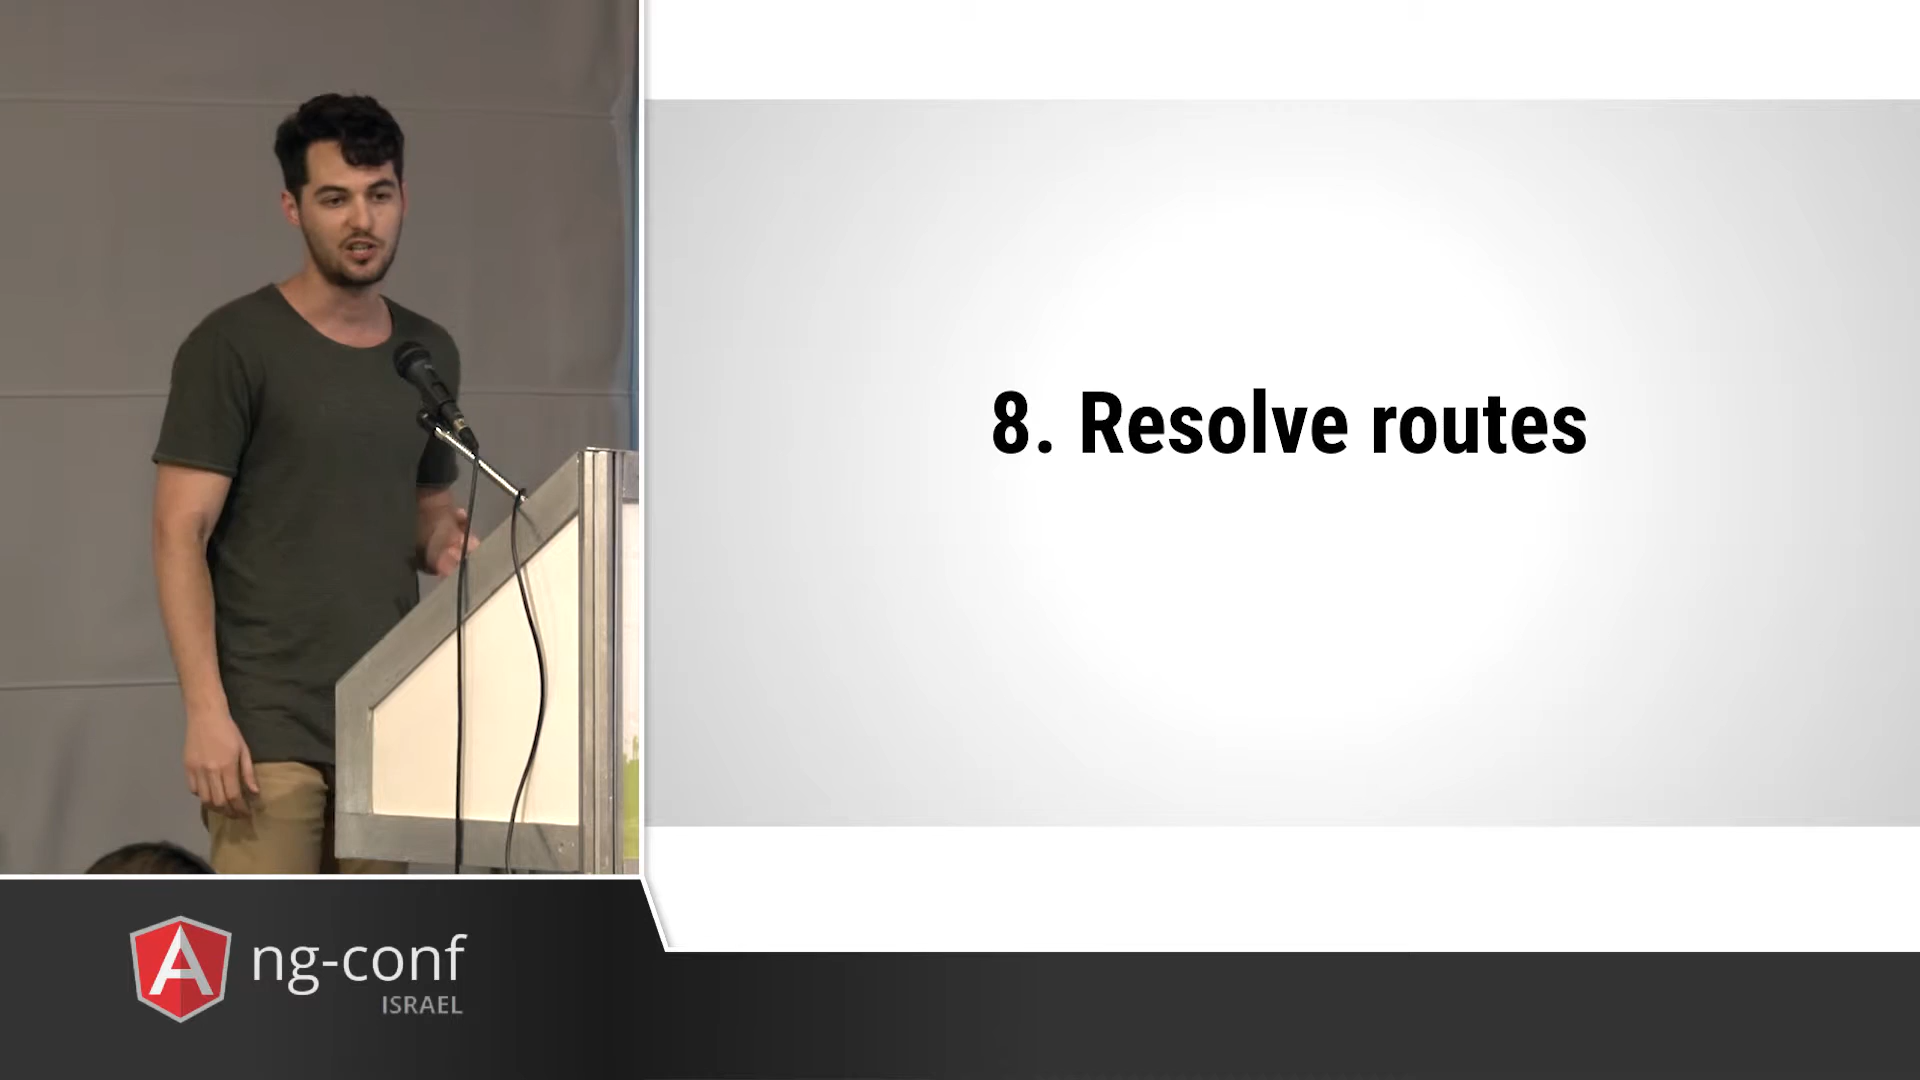 8. Resolve routes
A
ng-conf
ISRAEL